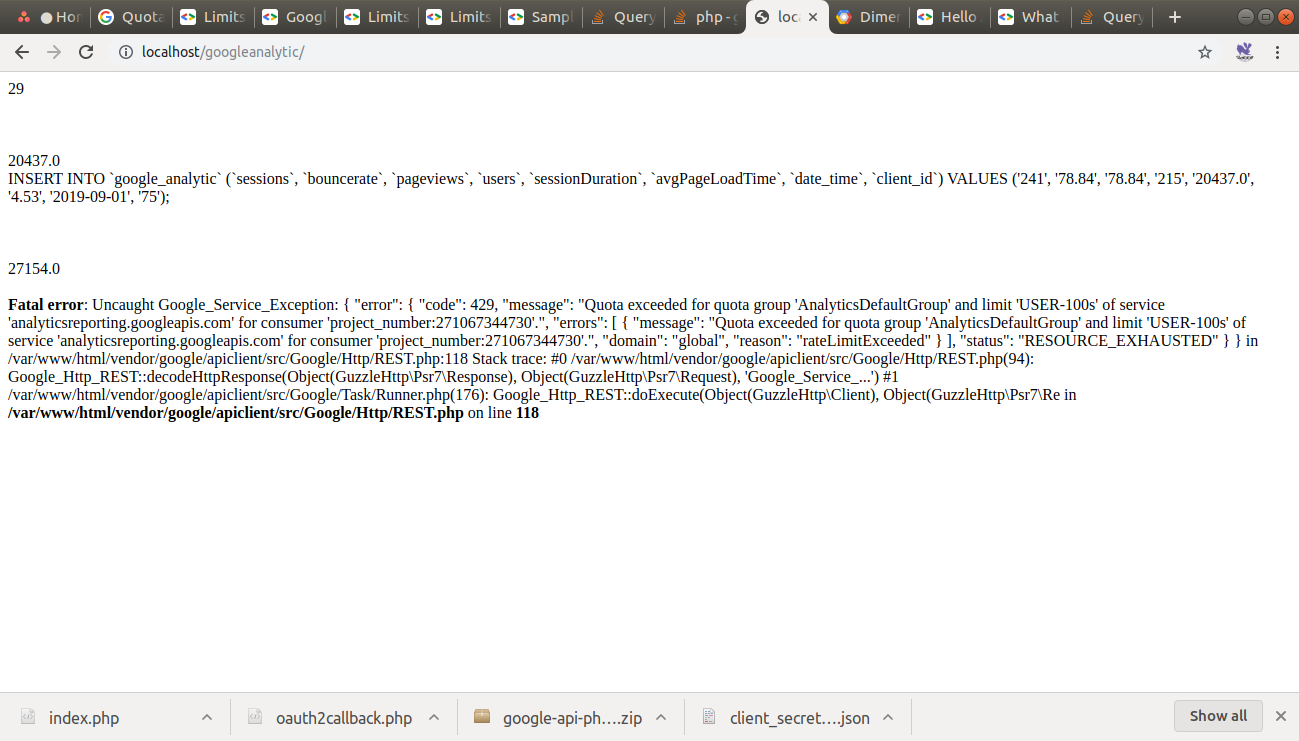 Hor
Quota
Limits
Googl
Limits
Limits
Sampl
Query
php - g
loca
Dimen
Hello
What
Query
localhost/googleanalytic/
29
20437.0
INSERT INTO `google_analytic` (`sessions`, `bouncerate`, `pageviews`, `users`, `sessionDuration`, `avgPageLoadTime`, `date_time`, `client_id`) VALUES ('241', '78.84', '78.84', '215', '20437.0',
'4.53', '2019-09-01', '75');
27154.0
Fatal error: Uncaught Google_Service_Exception: { "error": { "code": 429, "message": "Quota exceeded for quota group 'AnalyticsDefaultGroup' and limit 'USER-100s' of service
'analyticsreporting.googleapis.com' for consumer 'project_number:271067344730'.", "errors": [ { "message": "Quota exceeded for quota group 'AnalyticsDefaultGroup' and limit 'USER-100s' of
service 'analyticsreporting.googleapis.com' for consumer 'project_number:271067344730'.", "domain": "global", "reason": "rateLimitExceeded" } ], "status": "RESOURCE_EXHAUSTED" } } in
/var/www/html/vendor/google/apiclient/src/Google/Http/REST.php:118 Stack trace: #0 /var/www/html/vendor/google/apiclient/src/Google/Http/REST.php(94):
Google_Http_REST::decodeHttpResponse(Object(GuzzleHttp\Psr7\Response), Object(GuzzleHttp\Psr7\Request), 'Google_Service_...') #1
/var/www/html/vendor/google/apiclient/src/Google/Task/Runner.php(176): Google_Http_REST::doExecute(Object(GuzzleHttp\Client), Object(GuzzleHttp\Psr7\Re in
/var/www/html/vendor/google/apiclient/src/Google/Http/REST.php on line 118
index.php
oauth2callback.php
google-api-ph....zip
client_secret....json
Show all